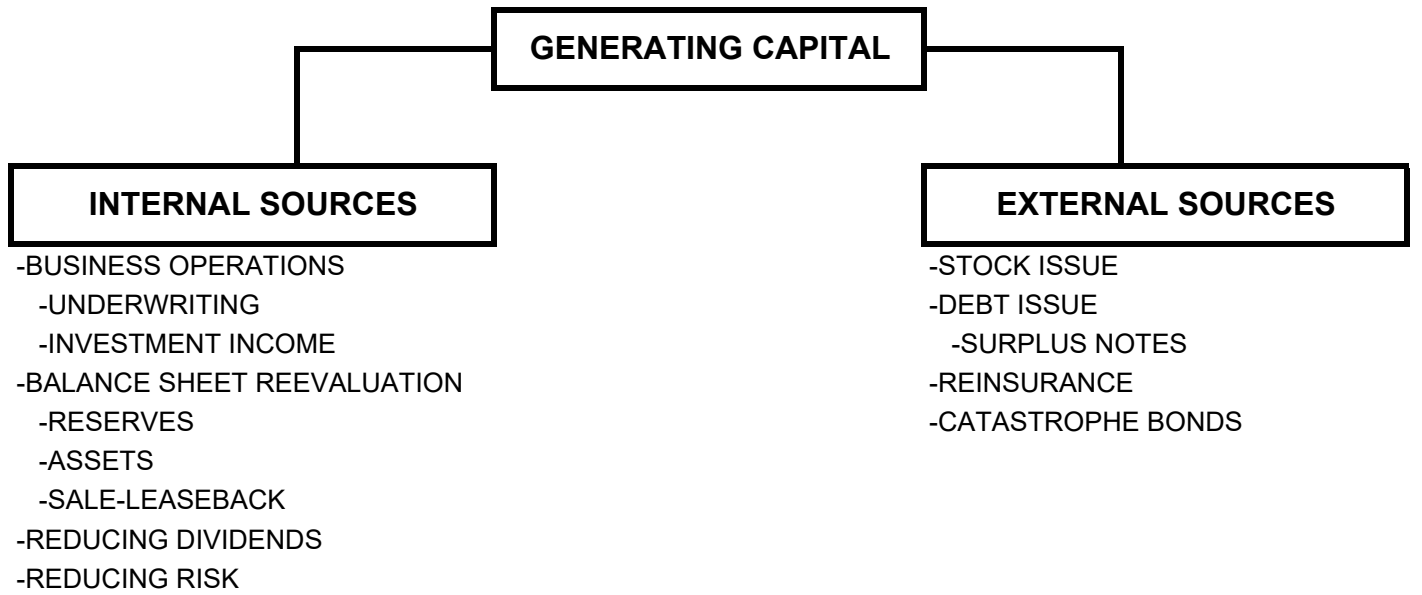 GENERATING CAPITAL
INTERNAL SOURCES
-BUSINESS OPERATIONS
-UNDERWRITING
-INVESTMENT INCOME
-BALANCE SHEET REEVALUATION
-RESERVES
-ASSETS
-SALE-LEASEBACK
-REDUCING DIVIDENDS
-REDUCING RISK
EXTERNAL SOURCES
-STOCK ISSUE
-DEBT ISSUE
-SURPLUS NOTES
-REINSURANCE
-CATASTROPHE BONDS